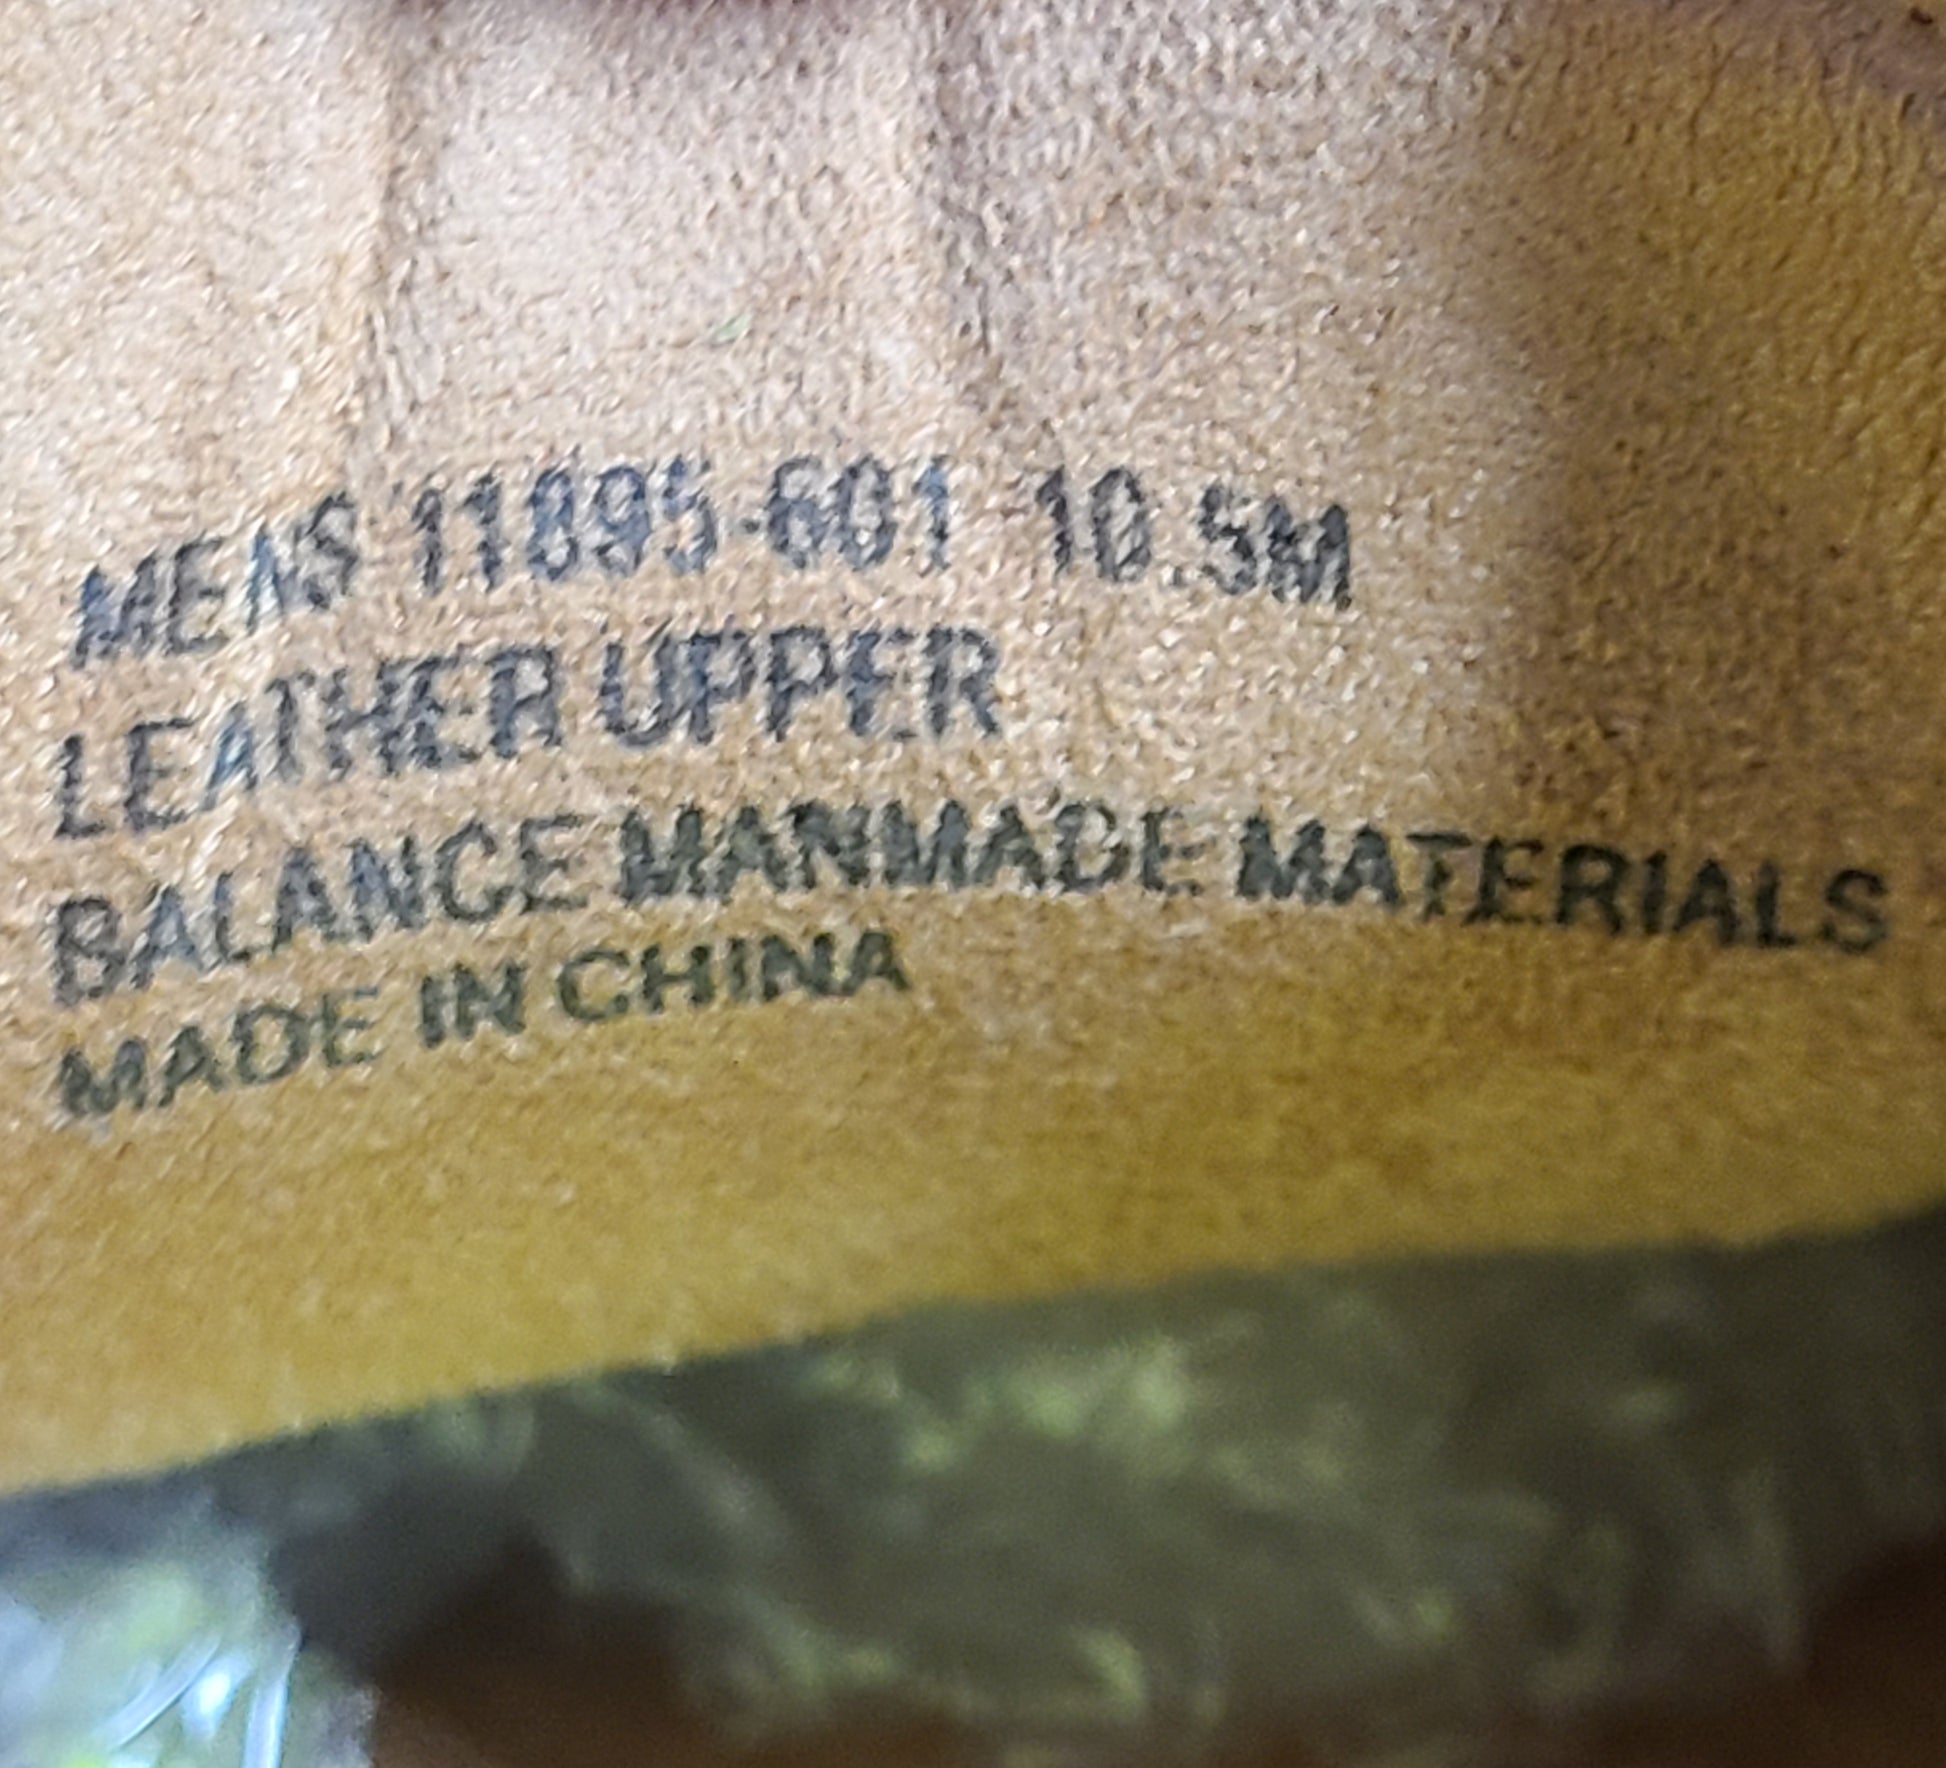 MENS 11895-601 10.5M
LEATHER UPPER
BALANCE MANMADE MATERIALS
MADE IN CHINA